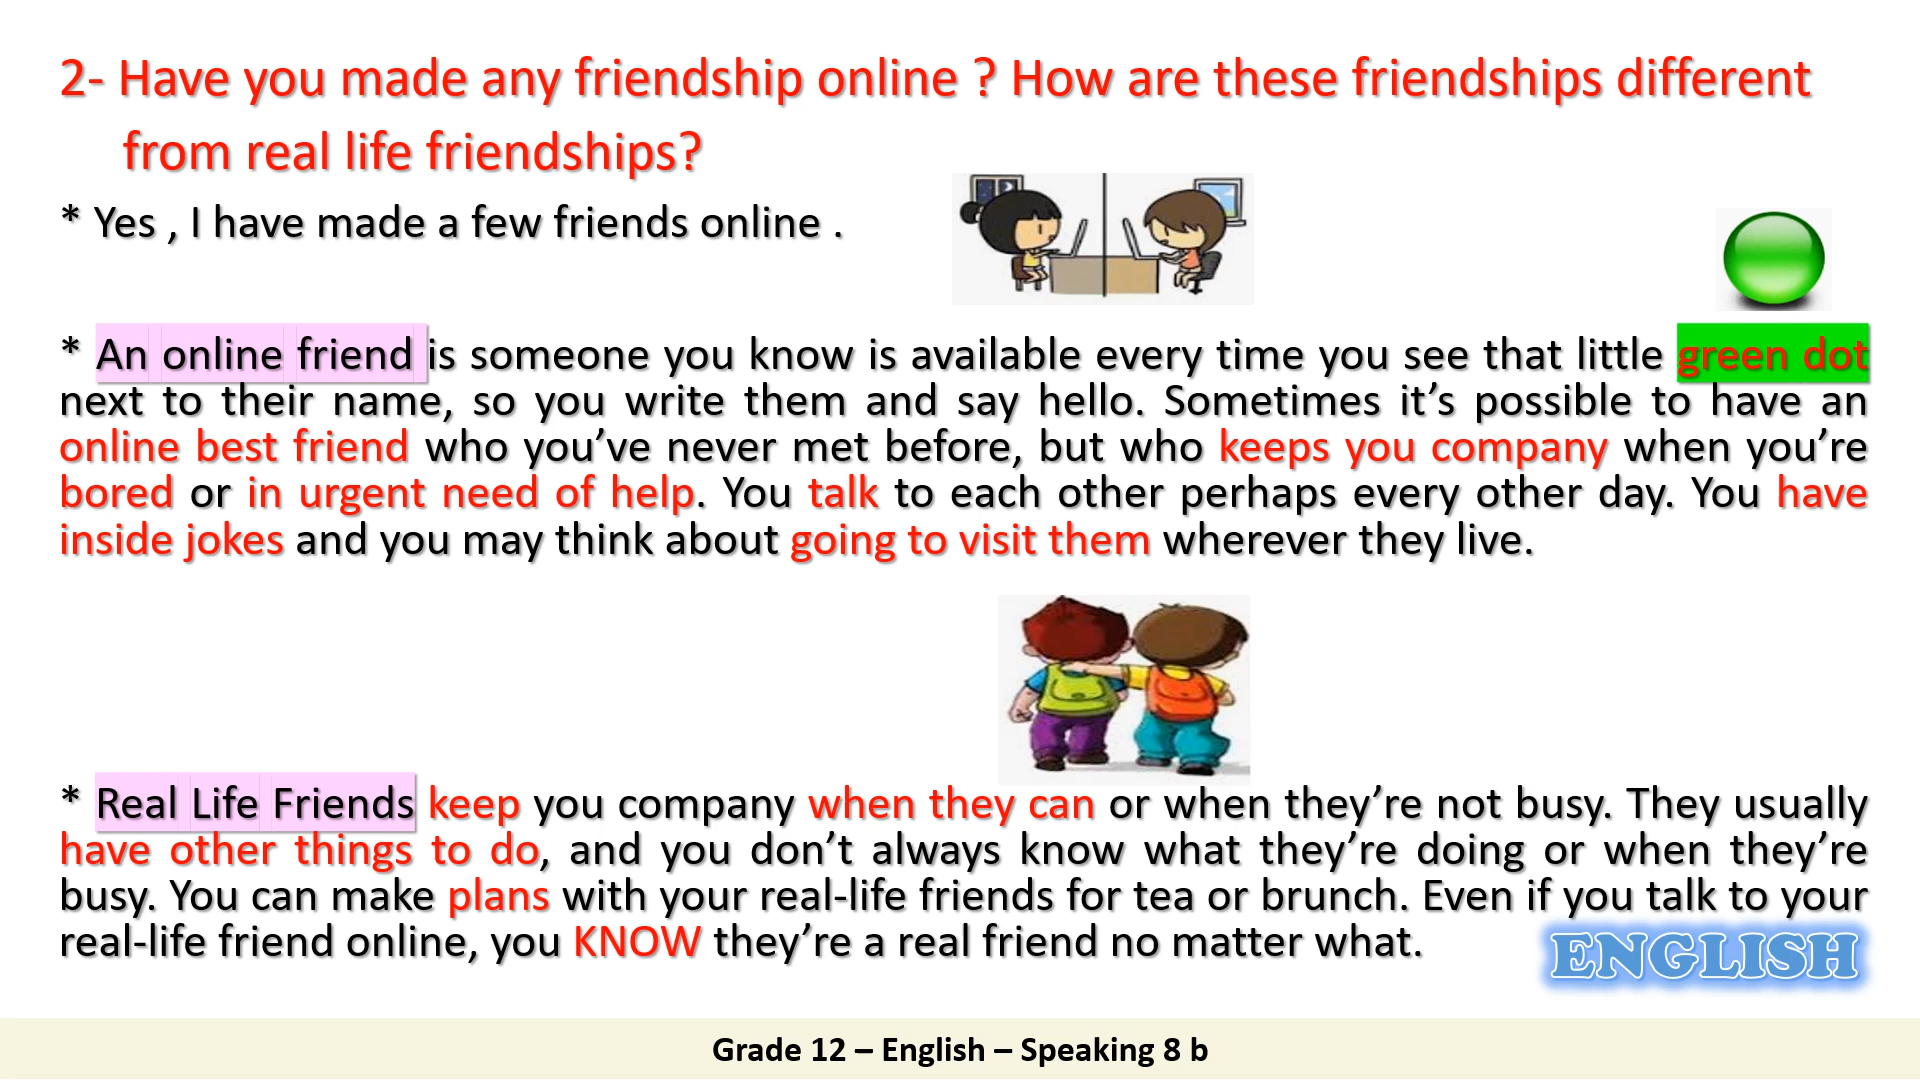 2- Have you made any friendship online ? How are these friendships different
from real life friendships?
* Yes , I have made a few friends online .
* An online friend is someone you know is available every time you see that little green dot
next to their name, so you write them and say hello. Sometimes it’s possible to have an
online best friend who you’ve never met before, but who keeps you company when you’re
bored or in urgent need of help. You talk to each other perhaps every other day. You have
inside jokes and you may think about going to visit them wherever they live.
* Real Life Friends keep you company when they can or when they’re not busy. They usually
have other things to do, and you don’t always know what they’re doing or when they’re
busy. You can make plans with your real-life friends for tea or brunch. Even if you talk to your
real-life friend online, you KNOW they’re a real friend no matter what.
ENGLISH
Grade 12 – English – Speaking 8 b